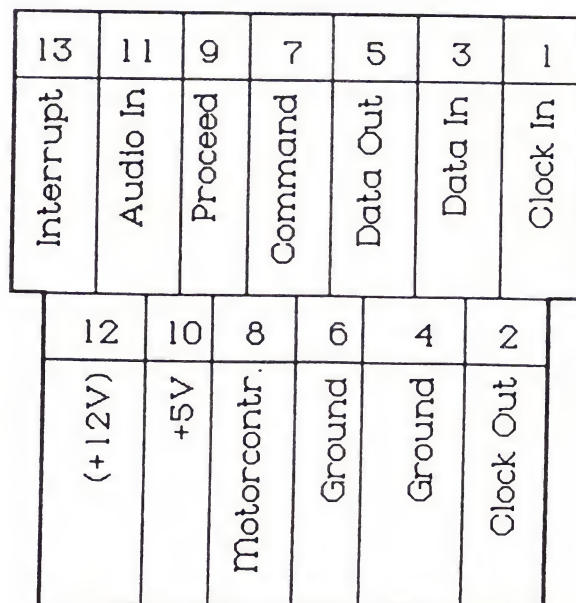 13 11 9 7 5 3 1
Interrupt Audio In Proceed Command Data Out Data In Clock In
12 10 8 6 4 2
(+12V) +5V Motorcontr. Ground Ground Clock Out